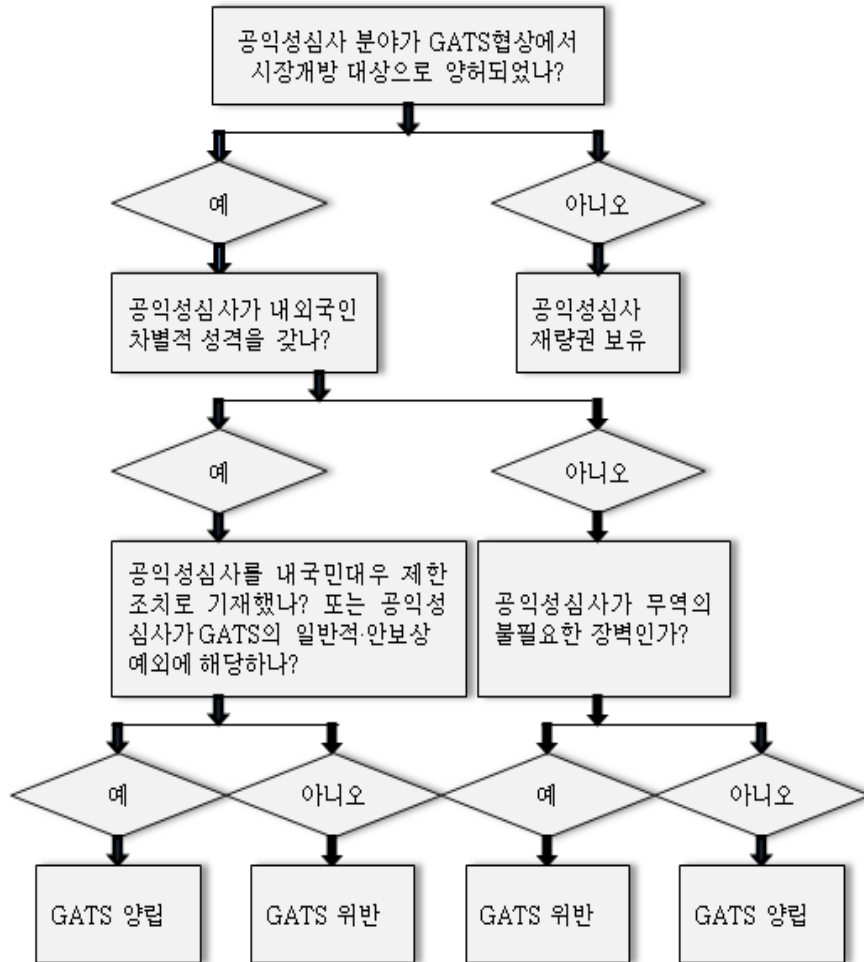 공익성심사 분야가 GATS협상에서
시장개방 대상으로 양허되었나?
예
아니오
공익성심사가 내외국인
차별적 성격을 갖나?
공익성심사
재량권 보유
예
아니오
공익성심사를 내국민대우 제한
조치로 기재했나? 또는 공익성
심사가 GATS의 일반적·안보상
예외에 해당하나?
공익성심사가 무역의
불필요한 장벽인가?
예
아니오
예
아니오
GATS 양립
GATS 위반
GATS 위반
GATS 양립